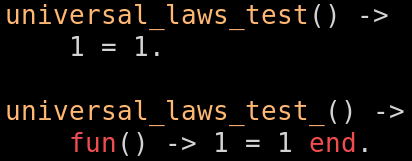 universal_laws_test() ->
    1 = 1.

universal_laws_test_() ->
    fun() -> 1 = 1 end.